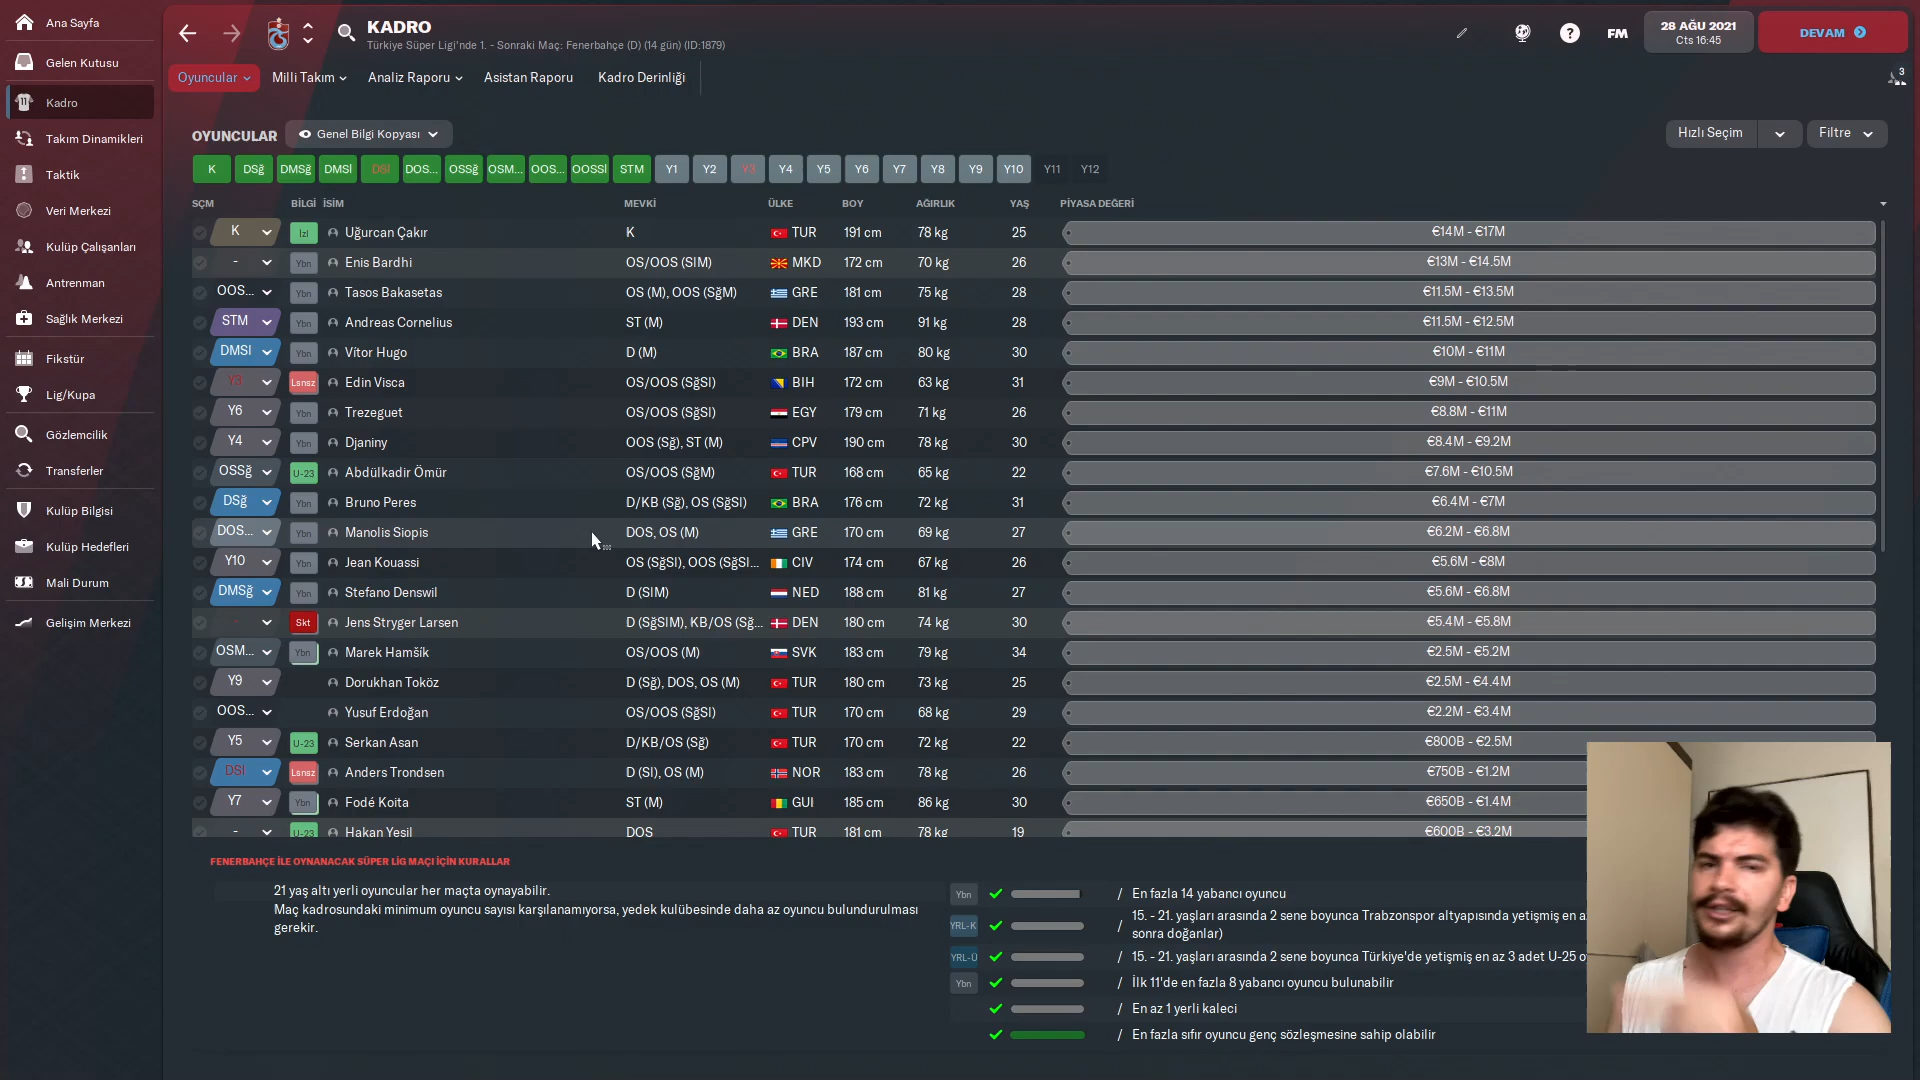 Ana Sayfa
Gelen Kutusu
Kadro
Takım Dinamikleri
Taktik
Veri Merkezi
Kulüp Çalışanları
Antrenman
Sağlık Merkezi
Fikstür
Lig/Kupa
Gözlemcilik
Transferler
Kulüp Bilgisi
Kulüp Hedefleri
Mali Durum
Gelişim Merkezi
KADRO
Türkiye Süper Ligi'nde 1. - Sonraki Maç: Fenerbahçe (D) (14 gün) (ID:1879)
FM
28 AĞU 2021
Cts 16:45
DEVAM
Oyuncular Milli Takım Analiz Raporu Asistan Raporu Kadro Derinliği
3
OYUNCULAR Genel Bilgi Kopyası Hızlı Seçim Filtre
K DSğ DMSğ DMSİ DSİ DOS... OSSğ OSM... OOS... OOSSİ STM Y1 Y2 Y3 Y4 Y5 Y6 Y7 Y8 Y9 Y10 Y11 Y12
SÇM BİLGİ İSİM MEVKİ ÜLKE BOY AĞIRLIK YAŞ PİYASA DEĞERİ
K İzl Uğurcan Çakır K TUR 191 cm 78 kg 25 €14M - €17M
- Ybn Enis Bardhi OS/OOS (SlM) MKD 172 cm 70 kg 26 €13M - €14.5M
OOS... Ybn Tasos Bakasetas OS (M), OOS (SğM) GRE 181 cm 75 kg 28 €11.5M - €13.5M
STM Ybn Andreas Cornelius ST (M) DEN 193 cm 91 kg 28 €11.5M - €12.5M
DMSl Ybn Vítor Hugo D (M) BRA 187 cm 80 kg 30 €10M - €11M
Y3 Lsnsz Edin Visca OS/OOS (SğSl) BIH 172 cm 63 kg 31 €9M - €10.5M
Y6 Ybn Trezeguet OS/OOS (SğSl) EGY 179 cm 71 kg 26 €8.8M - €11M
Y4 Ybn Djaniny OOS (Sğ), ST (M) CPV 190 cm 78 kg 30 €8.4M - €9.2M
OSSğ U-23 Abdülkadir Ömür OS/OOS (SğM) TUR 168 cm 65 kg 22 €7.6M - €10.5M
DSğ Ybn Bruno Peres D/KB (Sğ), OS (SğSl) BRA 176 cm 72 kg 31 €6.4M - €7M
DOS... Ybn Manolis Siopis DOS, OS (M) GRE 170 cm 69 kg 27 €6.2M - €6.8M
Y10 Ybn Jean Kouassi OS (SğSl), OOS (SğSl... CIV 174 cm 67 kg 26 €5.6M - €8M
DMSğ Ybn Stefano Denswil D (SlM) NED 188 cm 81 kg 27 €5.6M - €6.8M
- Skt Jens Stryger Larsen D (SğSlM), KB/OS (Sğ... DEN 180 cm 74 kg 30 €5.4M - €5.8M
OSM... Ybn Marek Hamšík OS/OOS (M) SVK 183 cm 79 kg 34 €2.5M - €5.2M
Y9 Dorukhan Toköz D (Sğ), DOS, OS (M) TUR 180 cm 73 kg 25 €2.5M - €4.4M
OOS... Yusuf Erdoğan OS/OOS (SğSl) TUR 170 cm 68 kg 29 €2.2M - €3.4M
Y5 U-23 Serkan Asan D/KB/OS (Sğ) TUR 170 cm 72 kg 22 €800B - €2.5M
DSl Lsnsz Anders Trondsen D (Sl), OS (M) NOR 183 cm 78 kg 26 €750B - €1.2M
Y7 Ybn Fodé Koita ST (M) GUI 185 cm 86 kg 30 €650B - €1.4M
- U-23 Hakan Yeşil DOS TUR 181 cm 78 kg 19 €600B - €3.2M
FENERBAHÇE İLE OYNANACAK SÜPER LİG MAÇI İÇİN KURALLAR
21 yaş altı yerli oyuncular her maçta oynayabilir.
Maç kadrosundaki minimum oyuncu sayısı karşılanamıyorsa, yedek kulübesinde daha az oyuncu bulundurulması
gerekir.
Ybn / En fazla 14 yabancı oyuncu
YRL-K / 15. - 21. yaşları arasında 2 sene boyunca Trabzonspor altyapısında yetişmiş en a
sonra doğanlar)
YRL-Ü 15. - 21. yaşları arasında 2 sene boyunca Türkiye'de yetişmiş en az 3 adet U-25 o
Ybn / İlk 11'de en fazla 8 yabancı oyuncu bulunabilir
/ En az 1 yerli kaleci
/ En fazla sıfır oyuncu genç sözleşmesine sahip olabilir